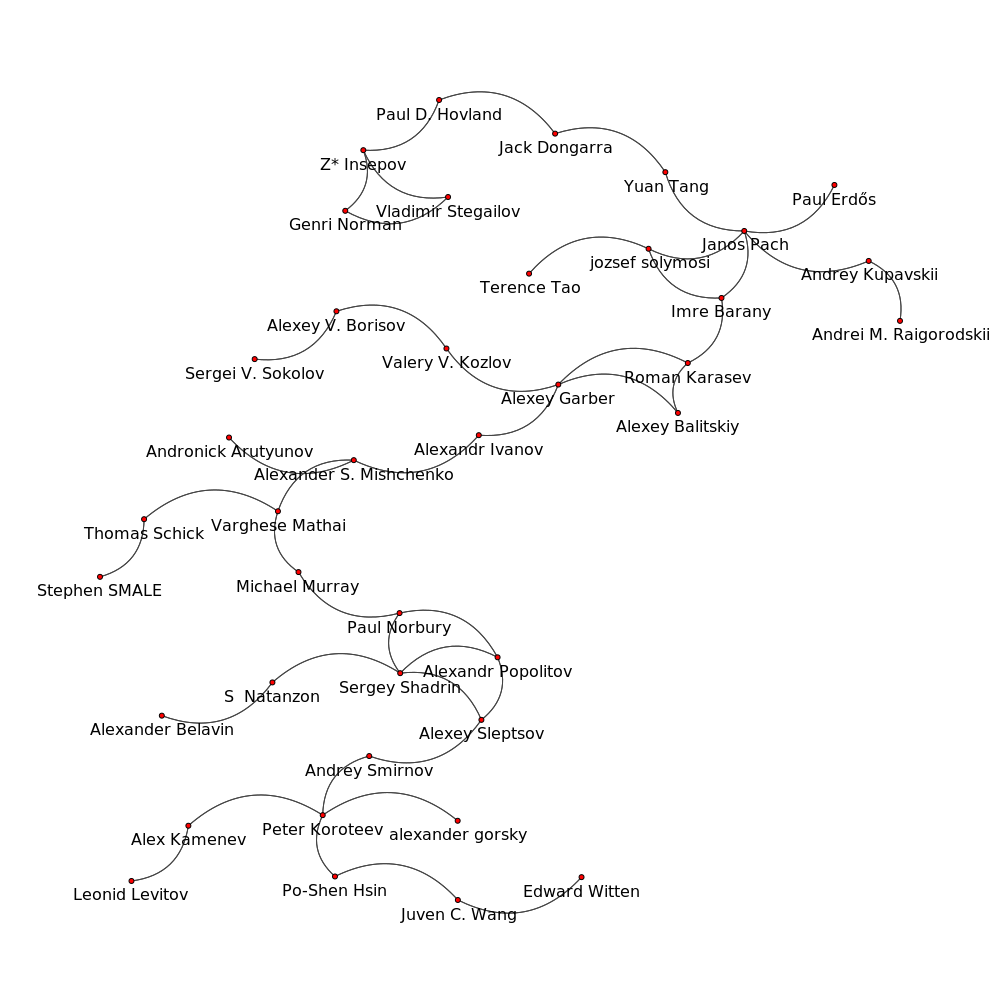 Paul D. Hovland
Jack Dongarra
Z* Insepov
Yuan Tang
Paul Erdős
Vladimir Stegailov
Genri Norman
Janos Pach
jozsef solymosi
Andrey Kupavskii
Terence Tao
Imre Barany
Alexey V. Borisov
Andrei M. Raigorodskii
Valery V. Kozlov
Sergei V. Sokolov
Roman Karasev
Alexey Garber
Alexey Balitskiy
Alexandr Ivanov
Andronick Arutyunov
Alexander S. Mishchenko
Varghese Mathai
Thomas Schick
Michael Murray
Stephen SMALE
Paul Norbury
Alexandr Popolitov
Sergey Shadrin
S Natanzon
Alexander Belavin
Alexey Sleptsov
Andrey Smirnov
Peter Koroteev
alexander gorsky
Alex Kamenev
Po-Shen Hsin
Edward Witten
Leonid Levitov
Juven C. Wang